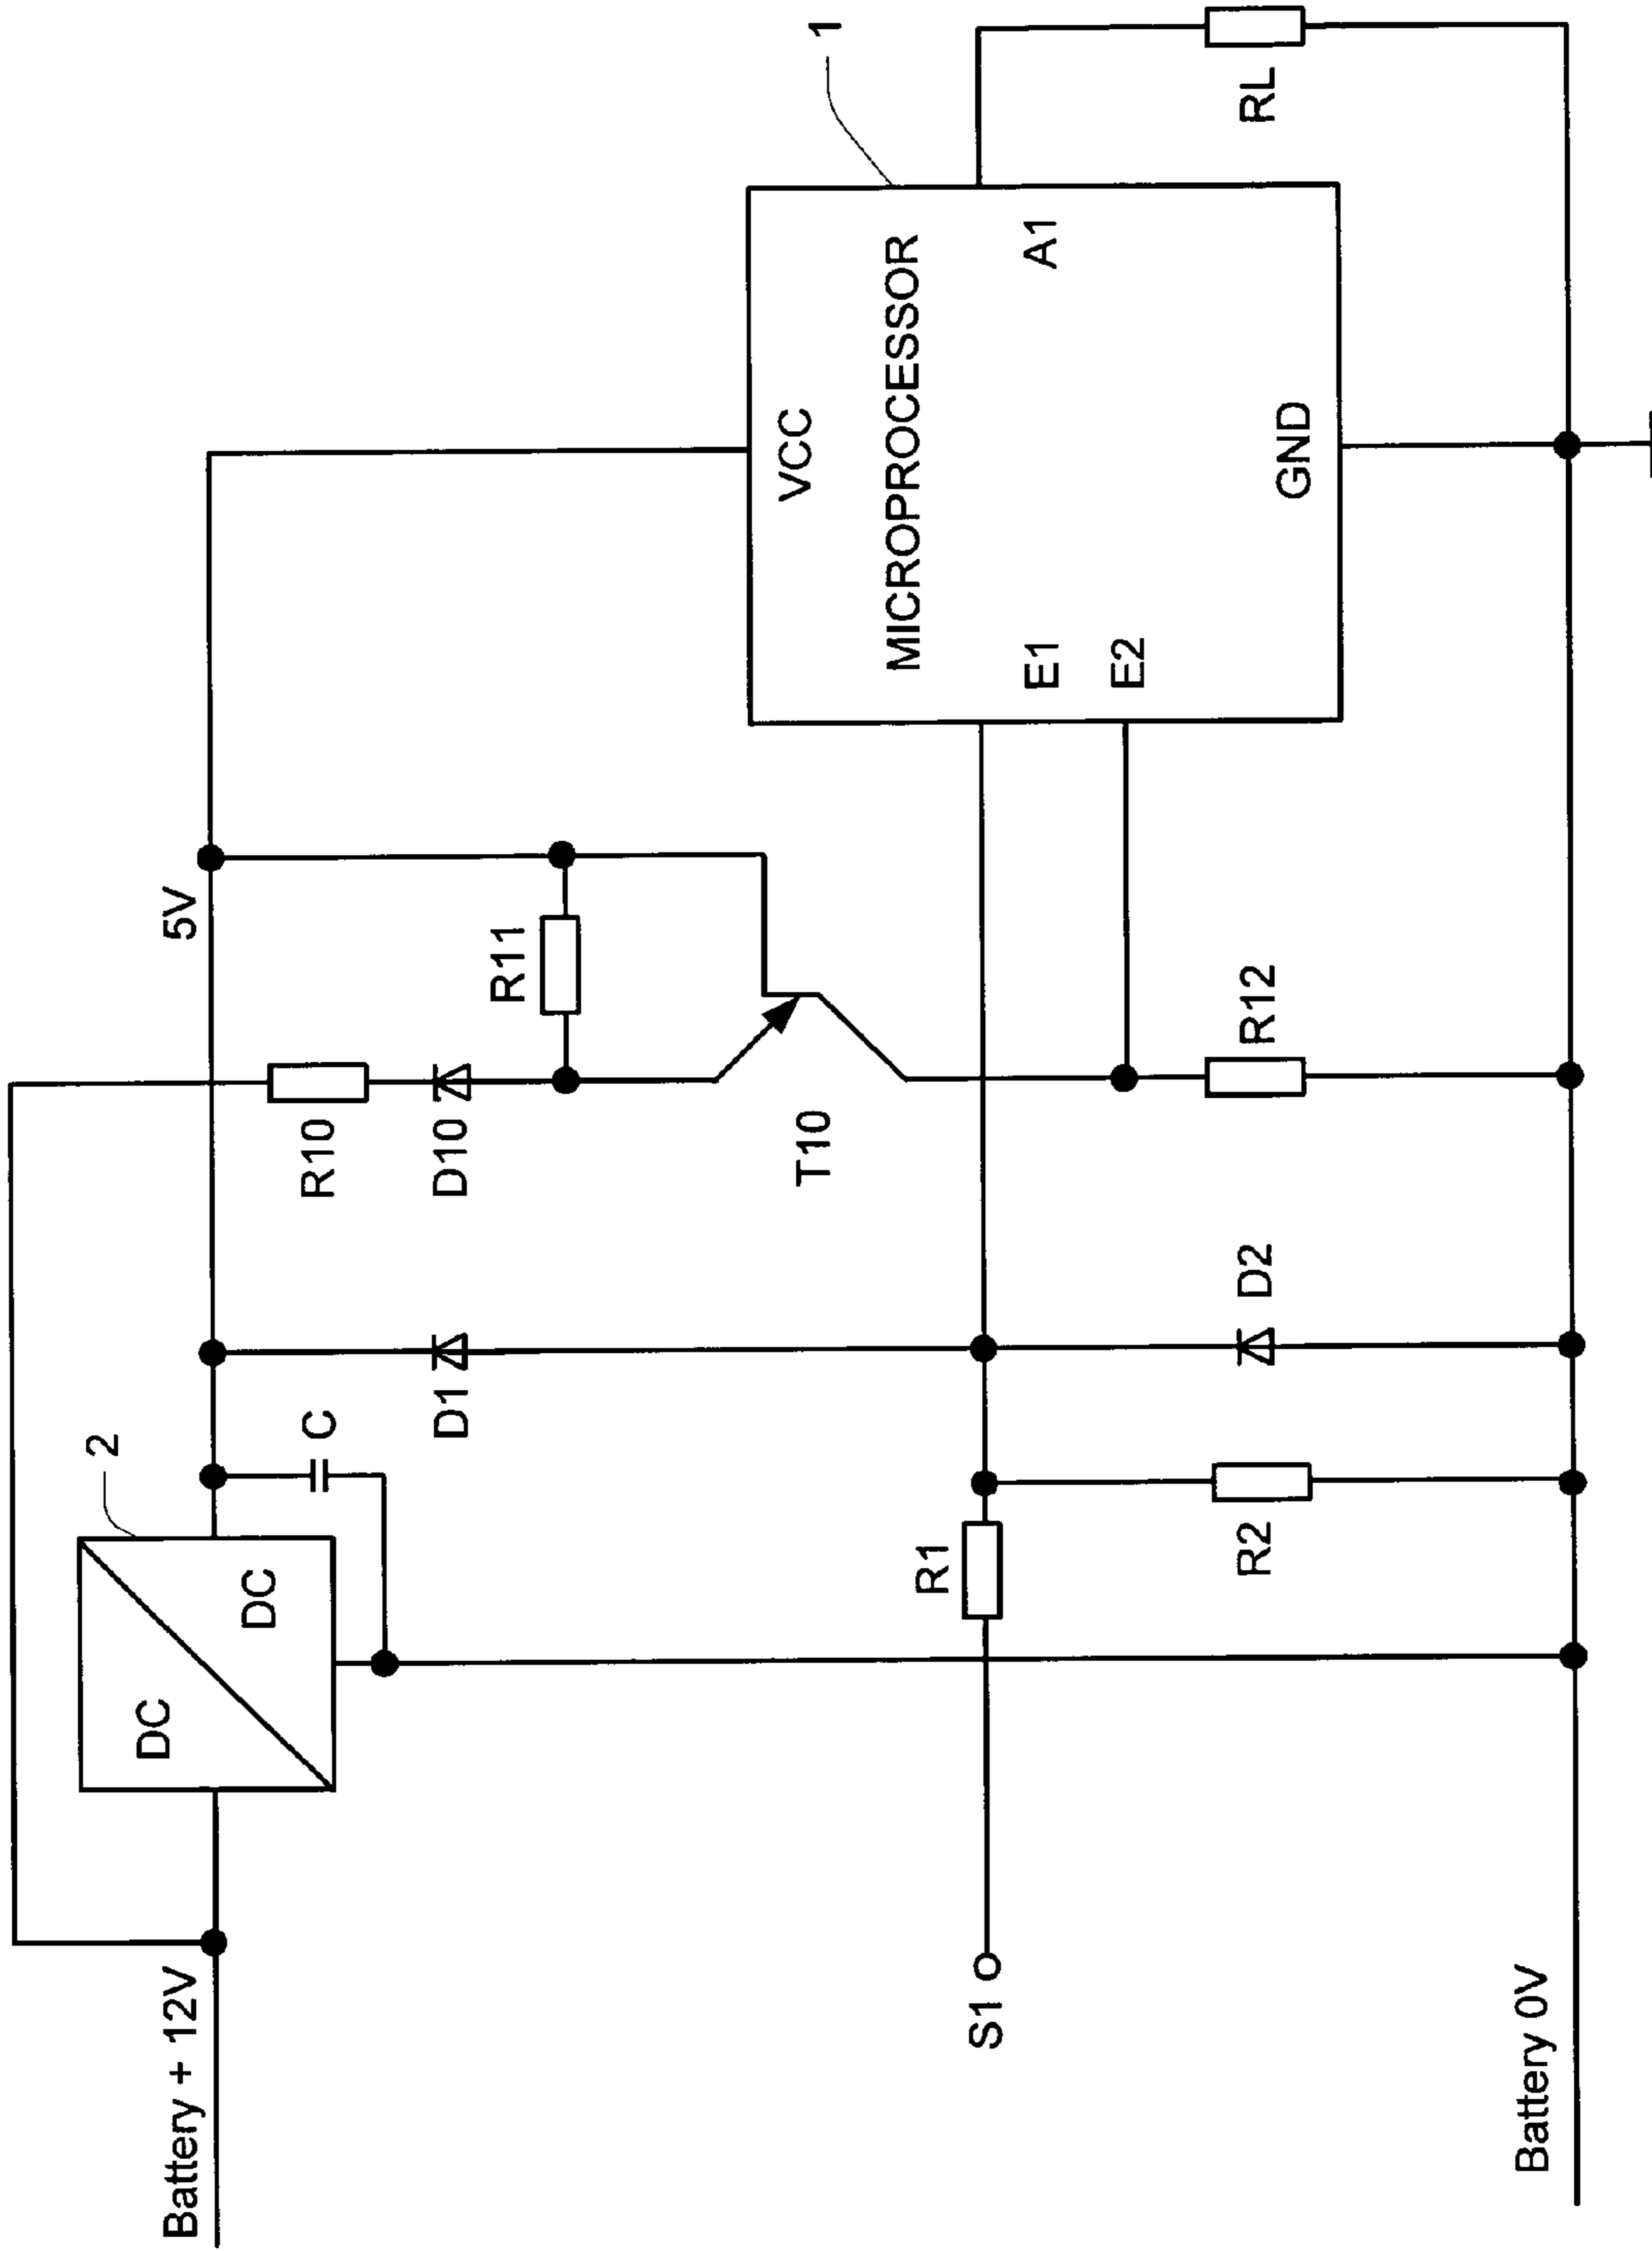 Battery + 12V
DC
DC
2
C
5V
R10
D10
R11
D1
T10
VCC
MICROPROCESSOR
1
E1
E2
A1
GND
S1
R1
R2
D2
R12
RL
Battery 0V